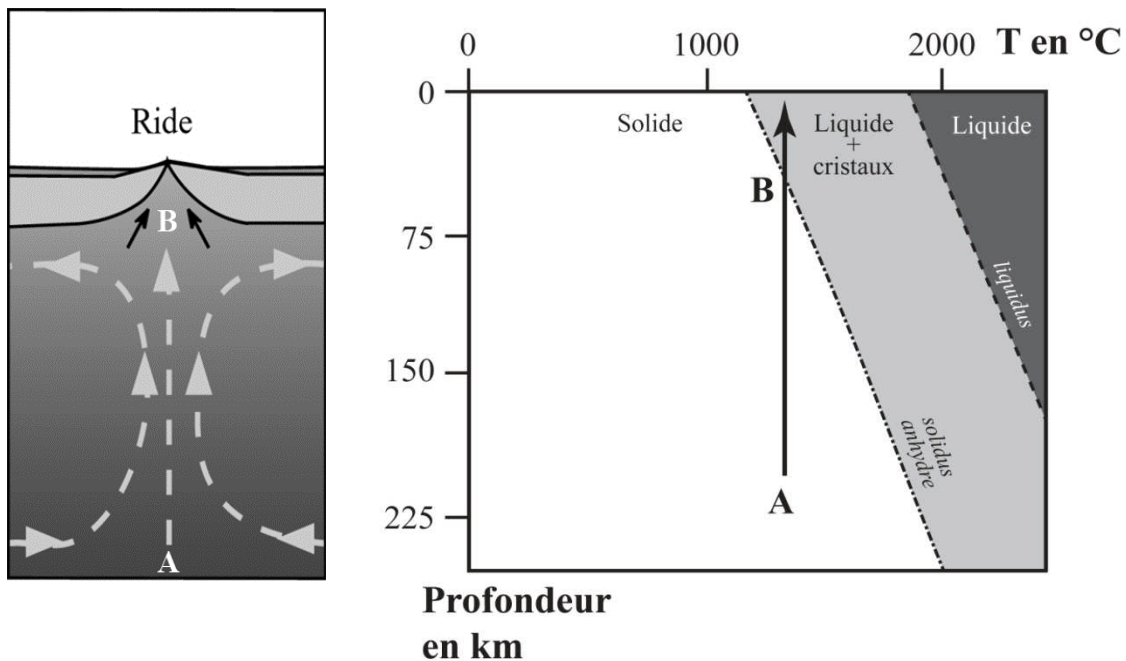 Ride
B
A
0
1000
2000
T en °C
0
75
150
225
Solide
Liquide
+
cristaux
Liquide
B
liquidus
solidus
anhydre
A
Profondeur
en km